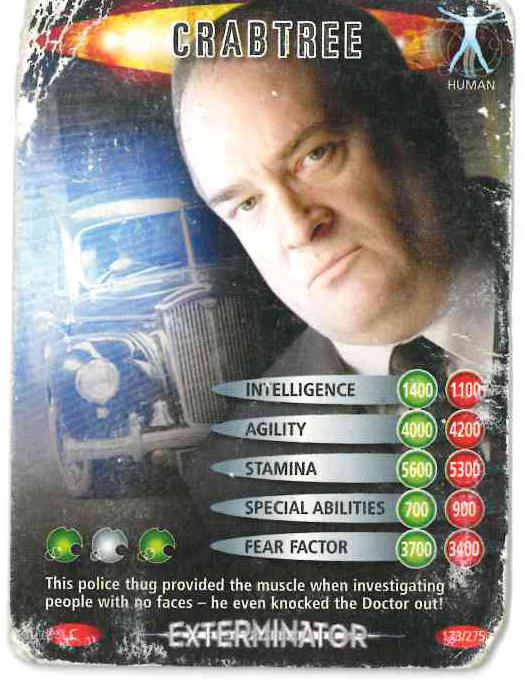 CRABTREE
HUMAN
INTELLIGENCE 1400 1100
AGILITY 4000 4200
STAMINA 5600 5300
SPECIAL ABILITIES 700 900
FEAR FACTOR 3700 3400
This police thug provided the muscle when investigating
people with no faces – he even knocked the Doctor out!
C EXTERMINATOR 173/275